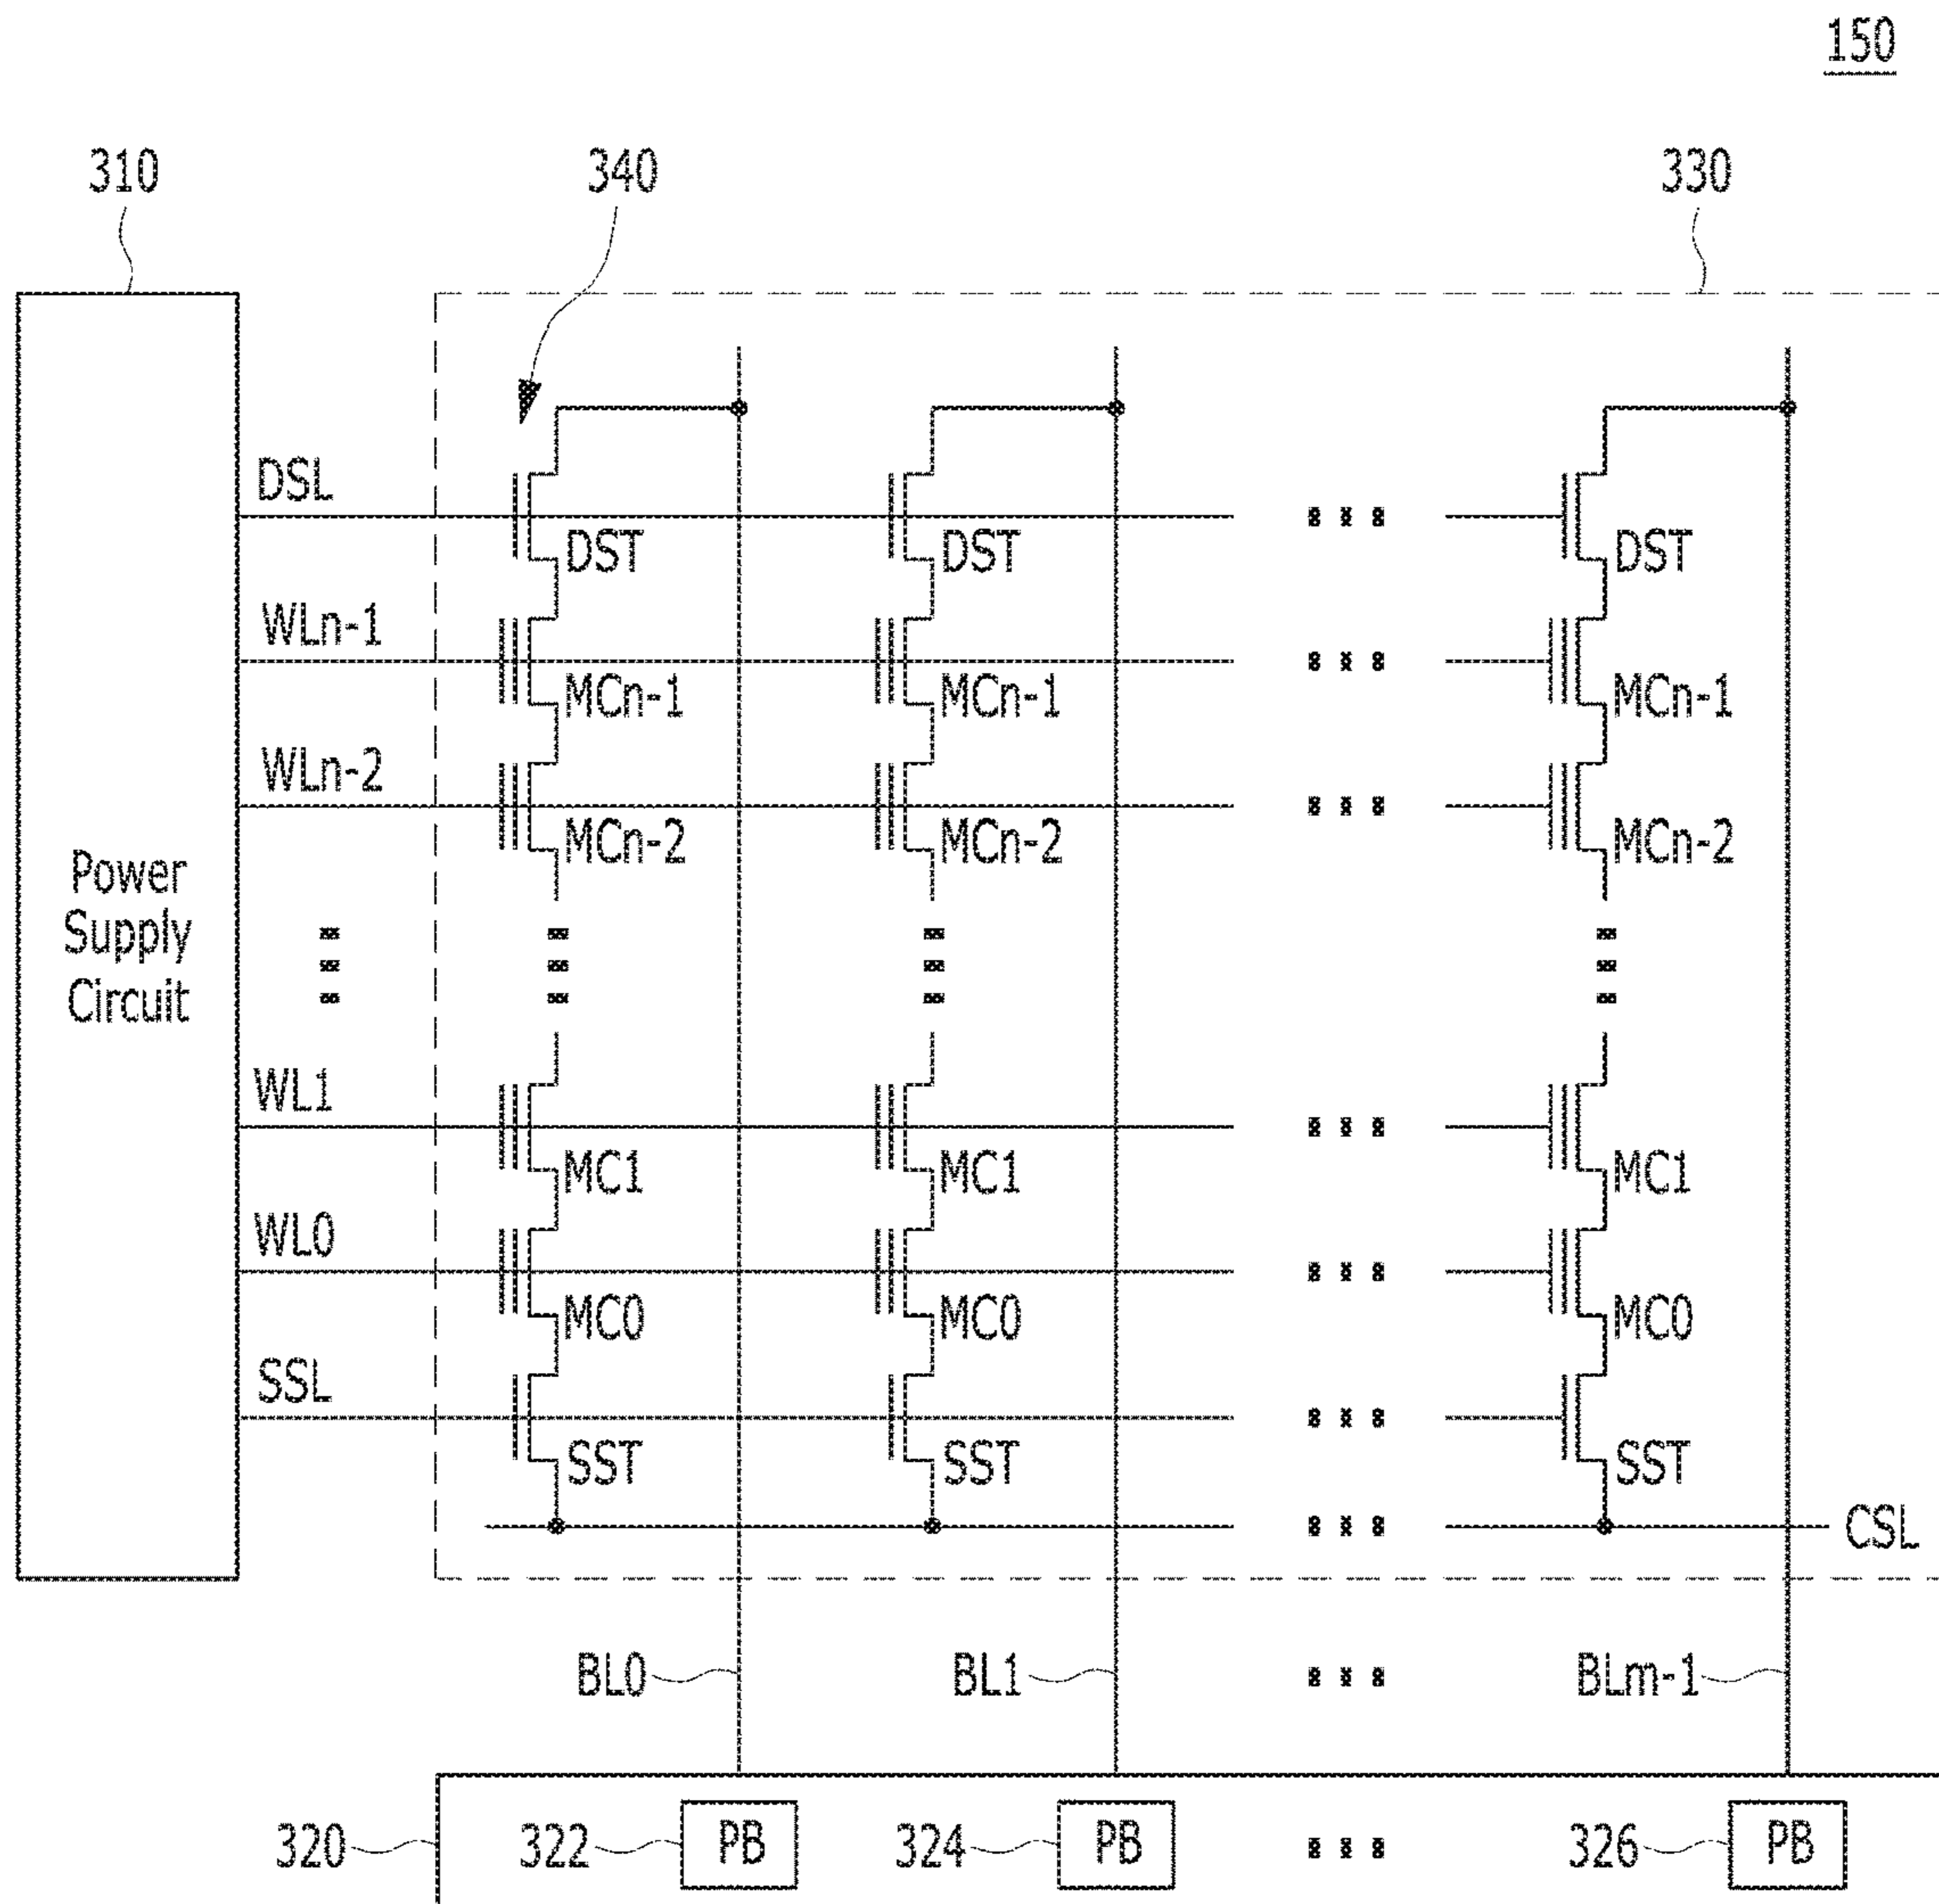 150
310 340 330
DSL
DST DST DST
WLn-1
MCn-1 MCn-1 MCn-1
WLn-2
MCn-2 MCn-2 MCn-2
Power
Supply
Circuit
WL1
MC1 MC1 MC1
WL0
MC0 MC0 MC0
SSL
SST SST SST
CSL
BL0 BL1 BLm-1
320 322 PB 324 PB 326 PB